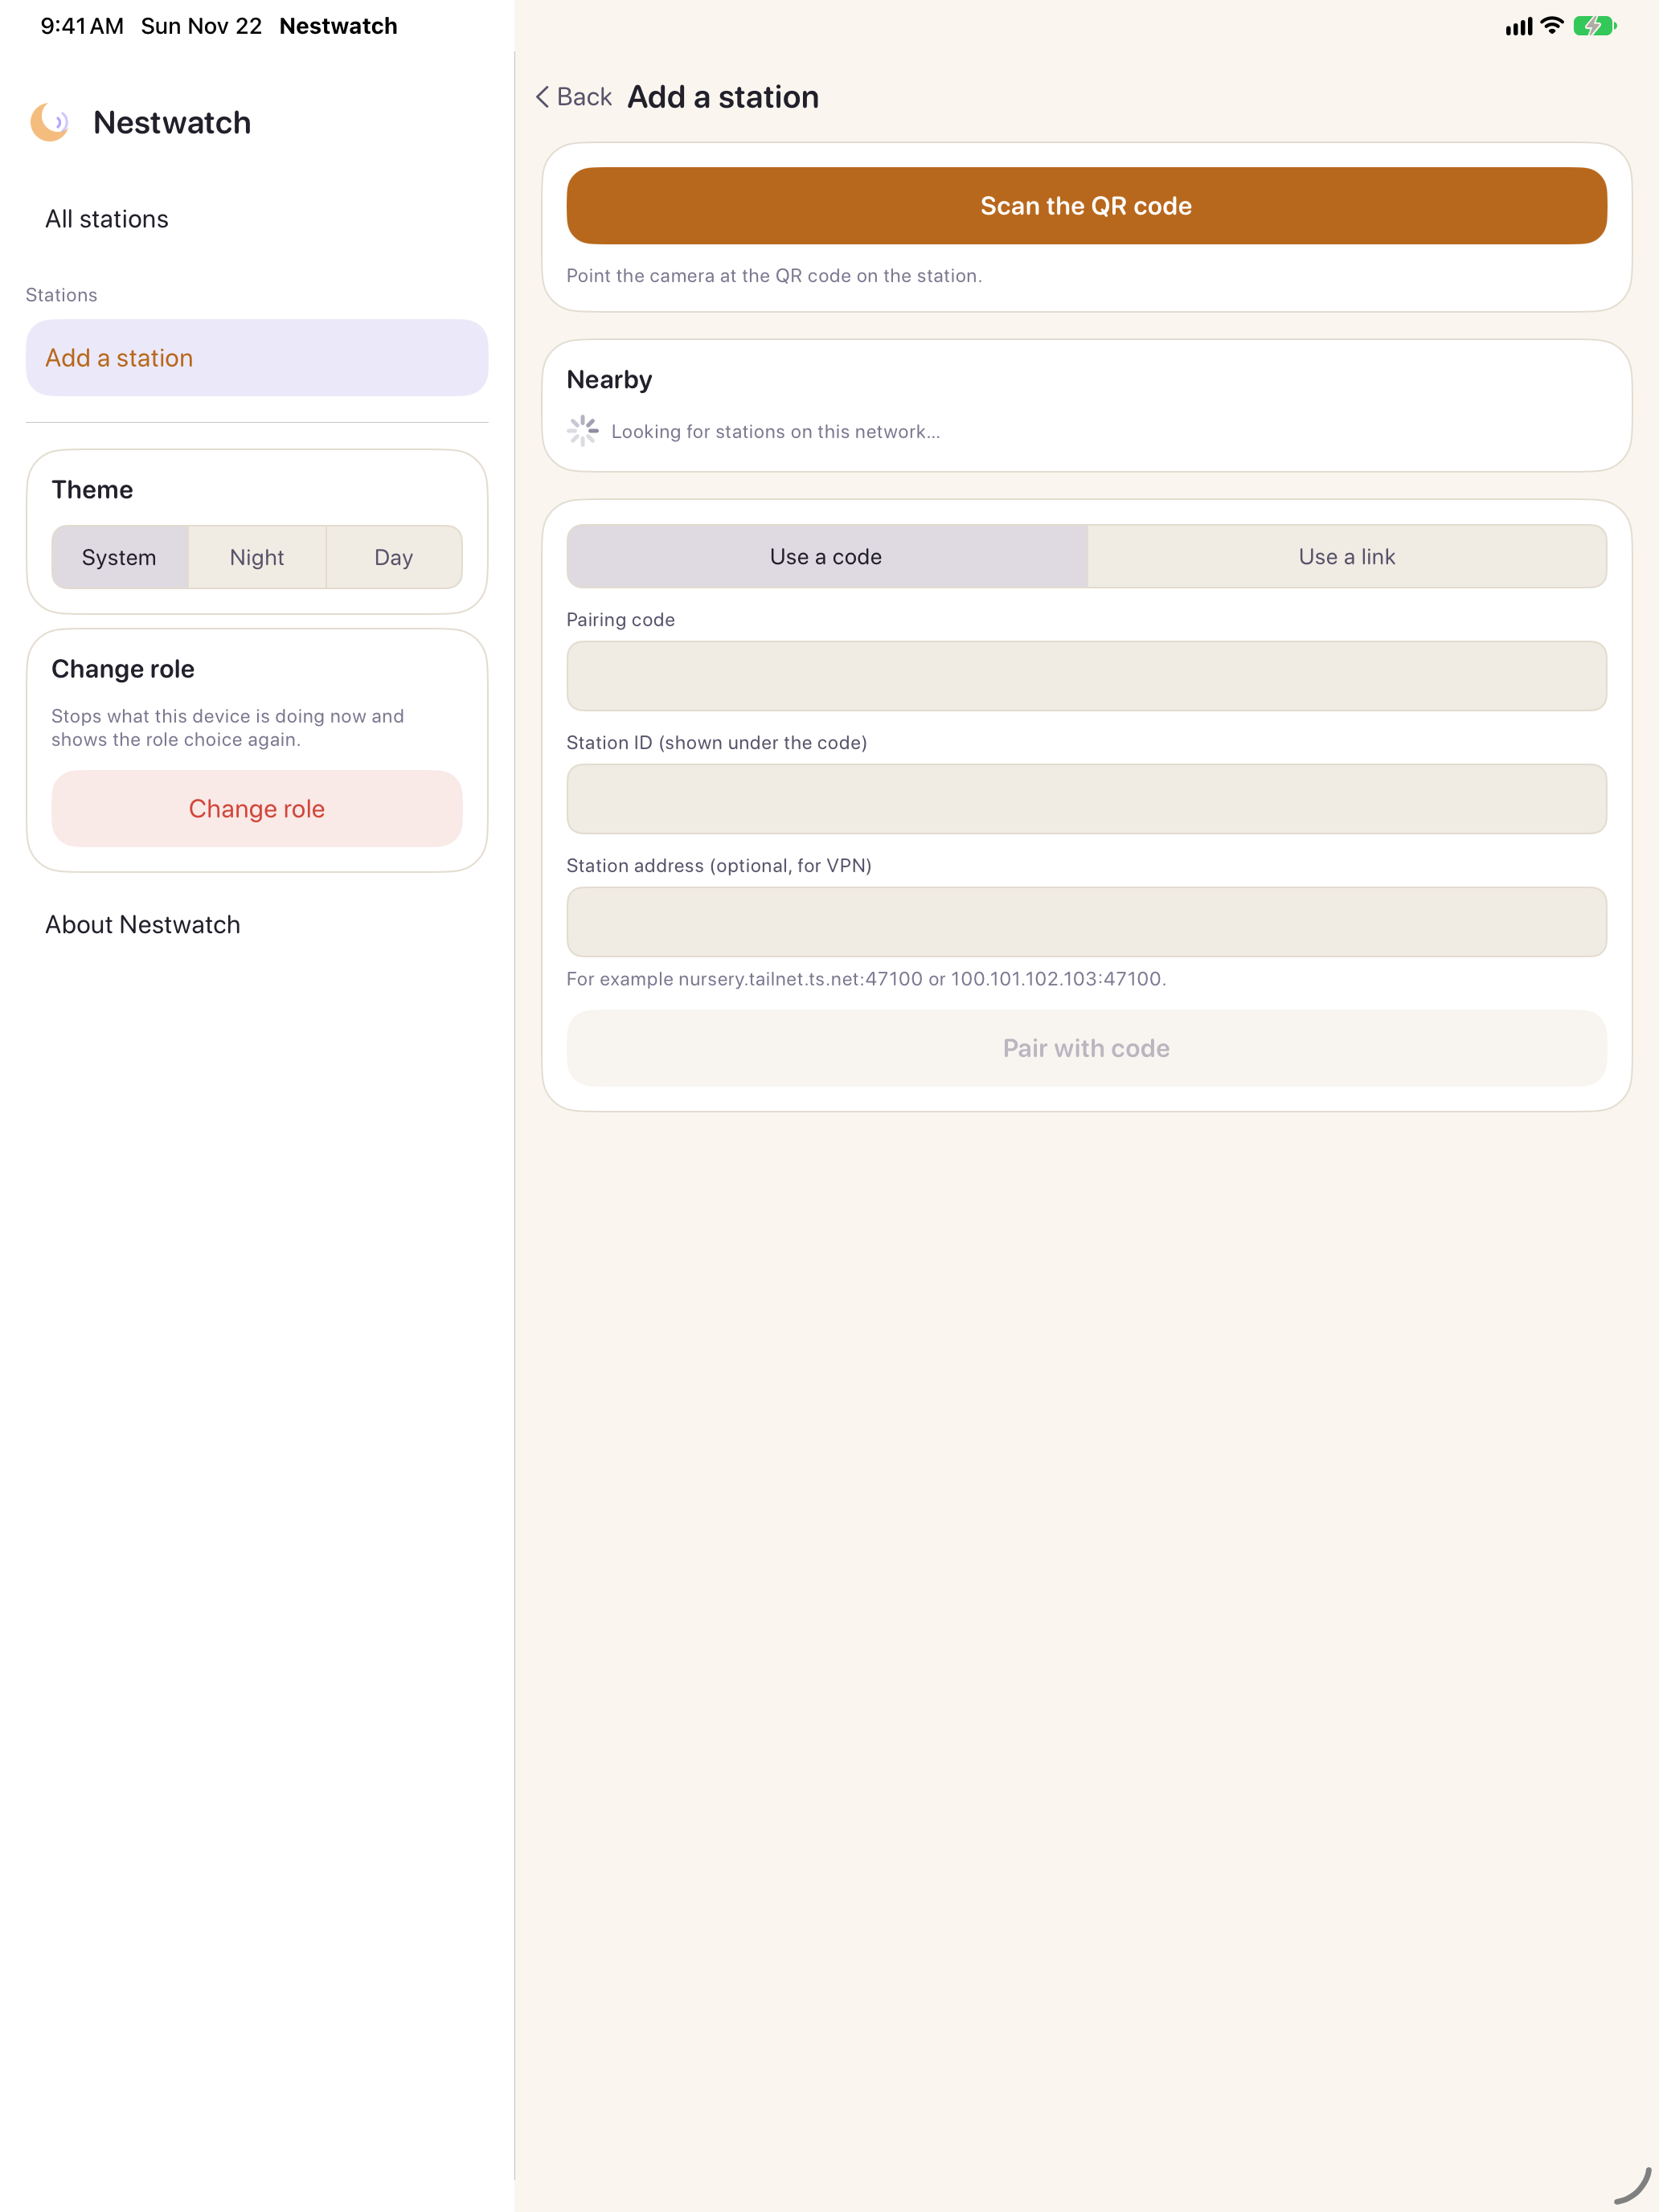 9:41 AM Sun Nov 22 Nestwatch
Nestwatch
All stations
Stations
Add a station
Theme
System Night Day
Change role
Stops what this device is doing now and
shows the role choice again.
Change role
About Nestwatch
Back Add a station
Scan the QR code
Point the camera at the QR code on the station.
Nearby
Looking for stations on this network…
Use a code Use a link
Pairing code
Station ID (shown under the code)
Station address (optional, for VPN)
For example nursery.tailnet.ts.net:47100 or 100.101.102.103:47100.
Pair with code